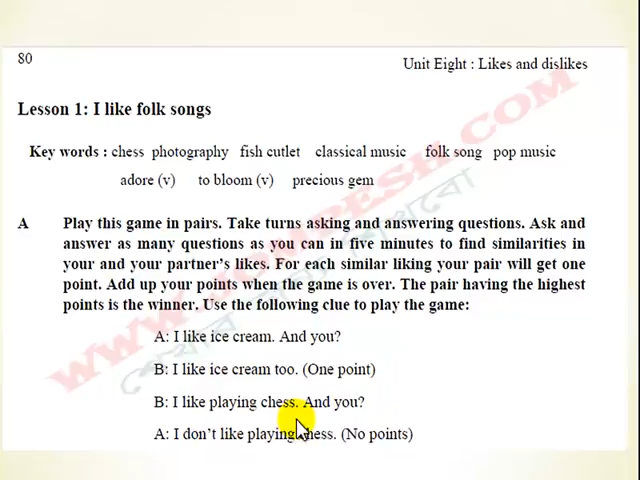 80
Unit Eight : Likes and dislikes
Lesson 1: I like folk songs
Key words : chess photography fish cutlet classical music folk song pop music
adore (v) to bloom (v) precious gem
A Play this game in pairs. Take turns asking and answering questions. Ask and
answer as many questions as you can in five minutes to find similarities in
your and your partner's likes. For each similar liking your pair will get one
point. Add up your points when the game is over. The pair having the highest
points is the winner. Use the following clue to play the game:
A: I like ice cream. And you?
B: I like ice cream too. (One point)
B: I like playing chess. And you?
A: I don't like playing chess. (No points)